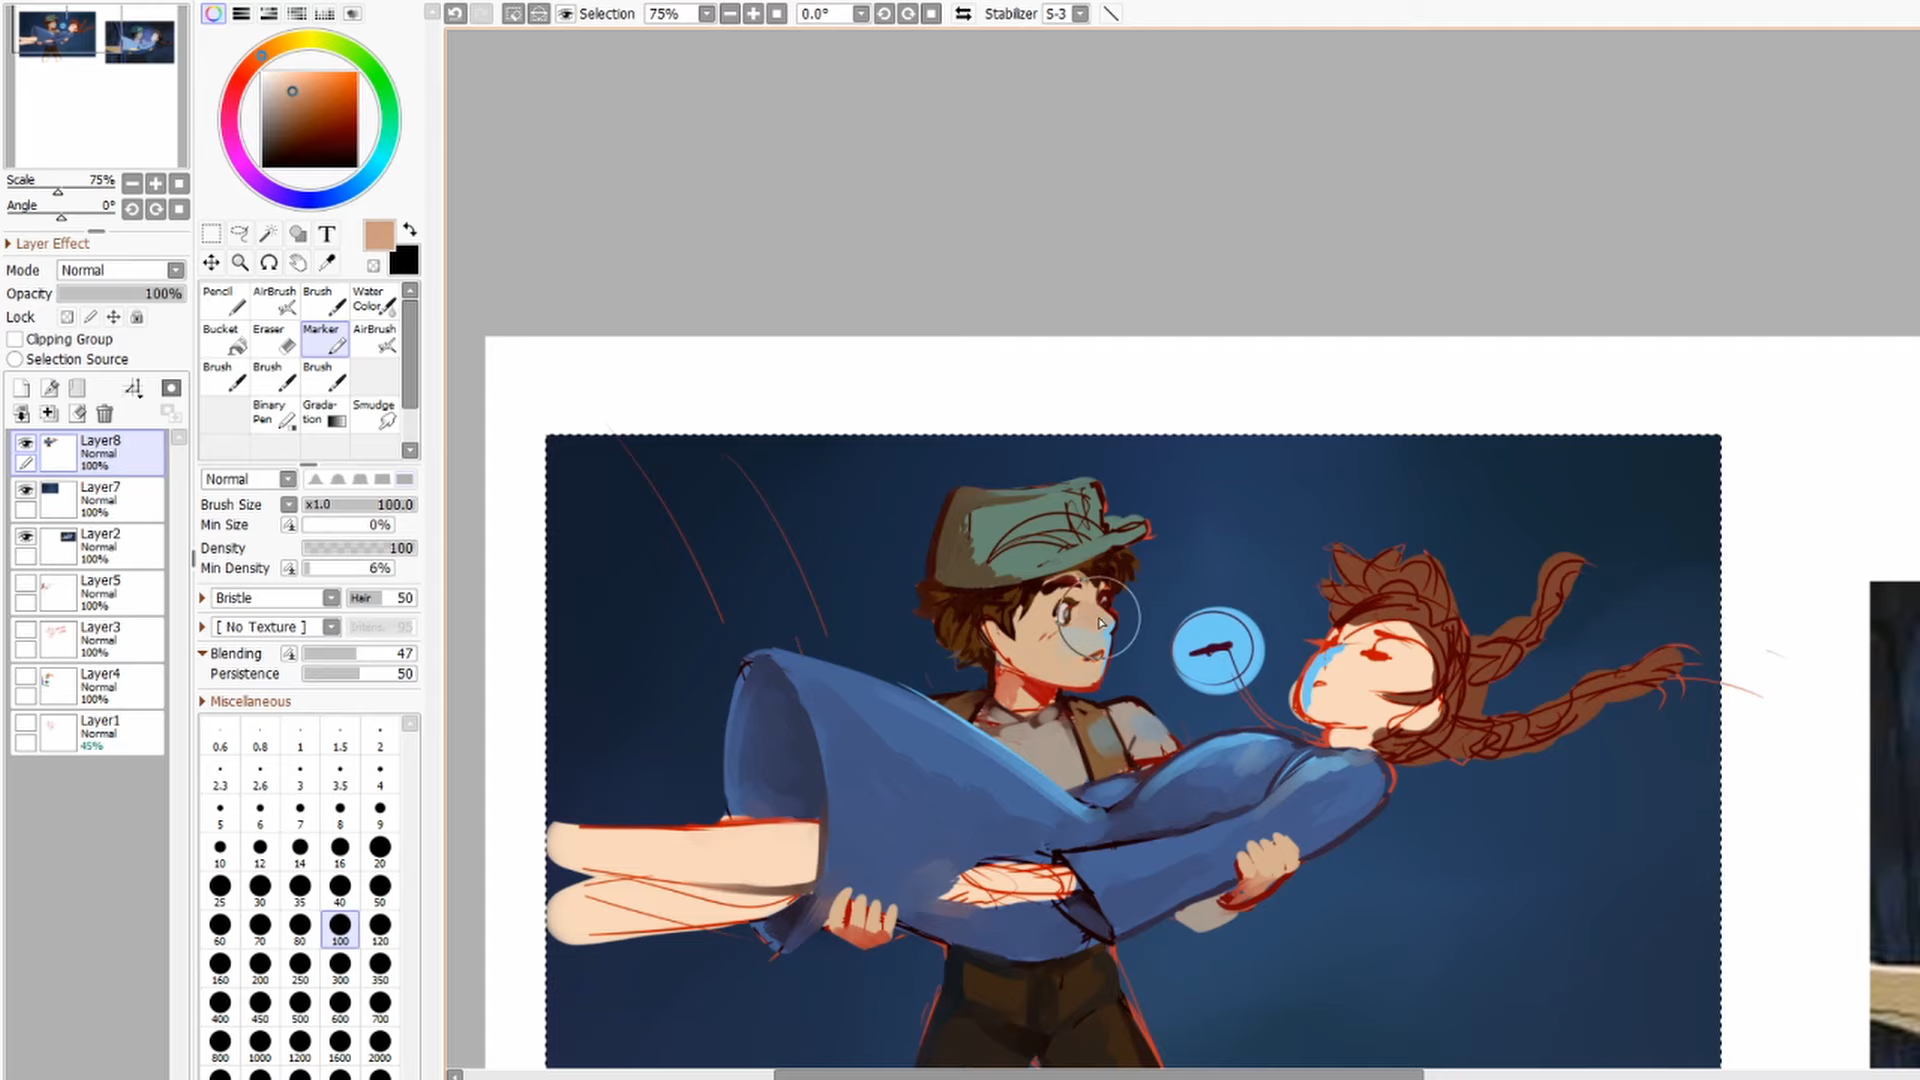 Selection 75% 0.0° Stabilizer S-3
Scale 75%
Angle 0°
Layer Effect
Mode Normal
Opacity 100%
Lock
Clipping Group
Selection Source
Layer8
Normal
100%
Layer7
Normal
100%
Layer2
Normal
100%
Layer5
Normal
100%
Layer3
Normal
100%
Layer4
Normal
100%
Layer1
Normal
45%
T
Pencil AirBrush Brush Water Color
Bucket Eraser Marker AirBrush
Brush Brush Brush
Binary Pen Grada-tion Smudge
Normal
Brush Size x1.0 100.0
Min Size 0%
Density 100
Min Density 6%
Bristle Hair 50
[ No Texture ] Intens. 95
Blending 47
Persistence 50
Miscellaneous
0.6 0.8 1 1.5 2
2.3 2.6 3 3.5 4
5 6 7 8 9
10 12 14 16 20
25 30 35 40 50
60 70 80 100 120
160 200 250 300 350
400 450 500 600 700
800 1000 1200 1600 2000